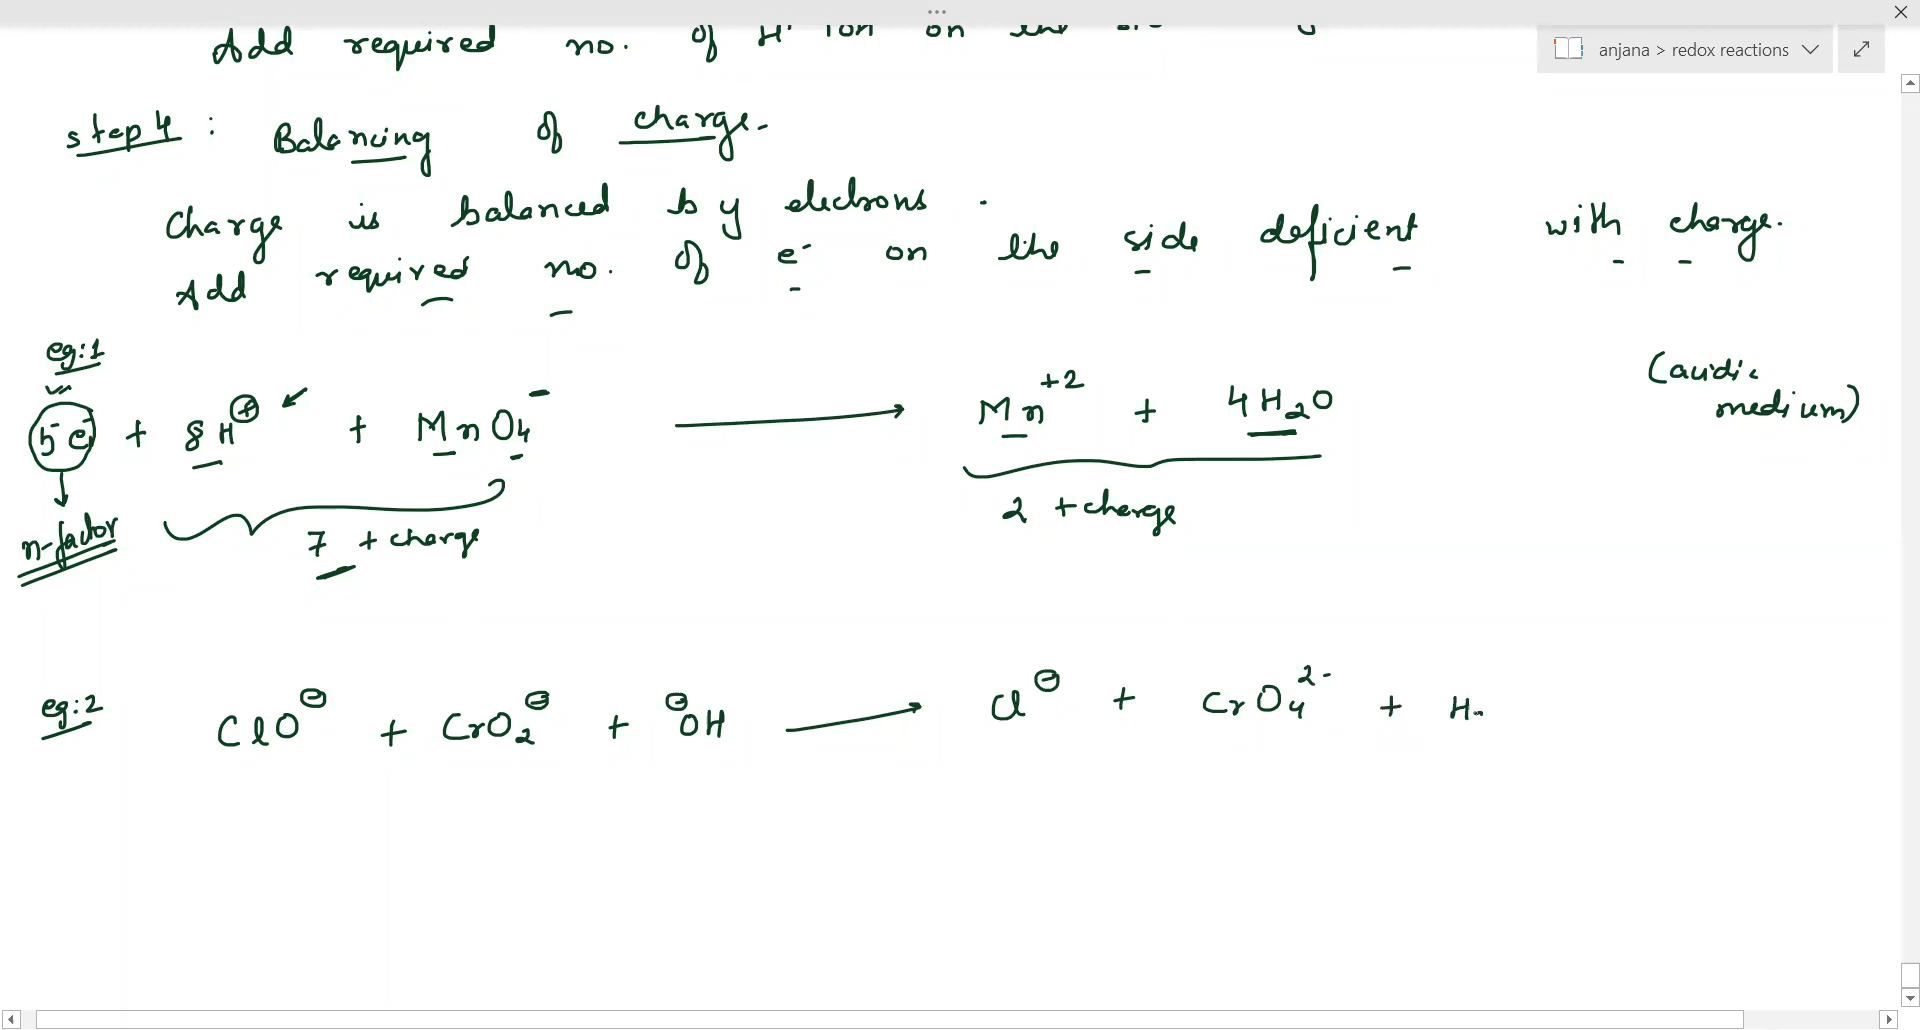 anjana > redox reactions
Add required no. of H⁺ ion on
step 4 : Balancing of charge.
Charge is balanced by electrons.
Add required no. of e⁻ on the side deficient with charge.
eg:1
(acidic medium)
5e⁻ + 8H⊕ + MnO₄⁻ ⟶ Mn⁺² + 4H₂O
n-factor
7 + charge
2 + charge
eg:2 ClO⊖ + CrO₂⊖ + ⊖OH ⟶ Cl⊖ + CrO₄²⁻ + H